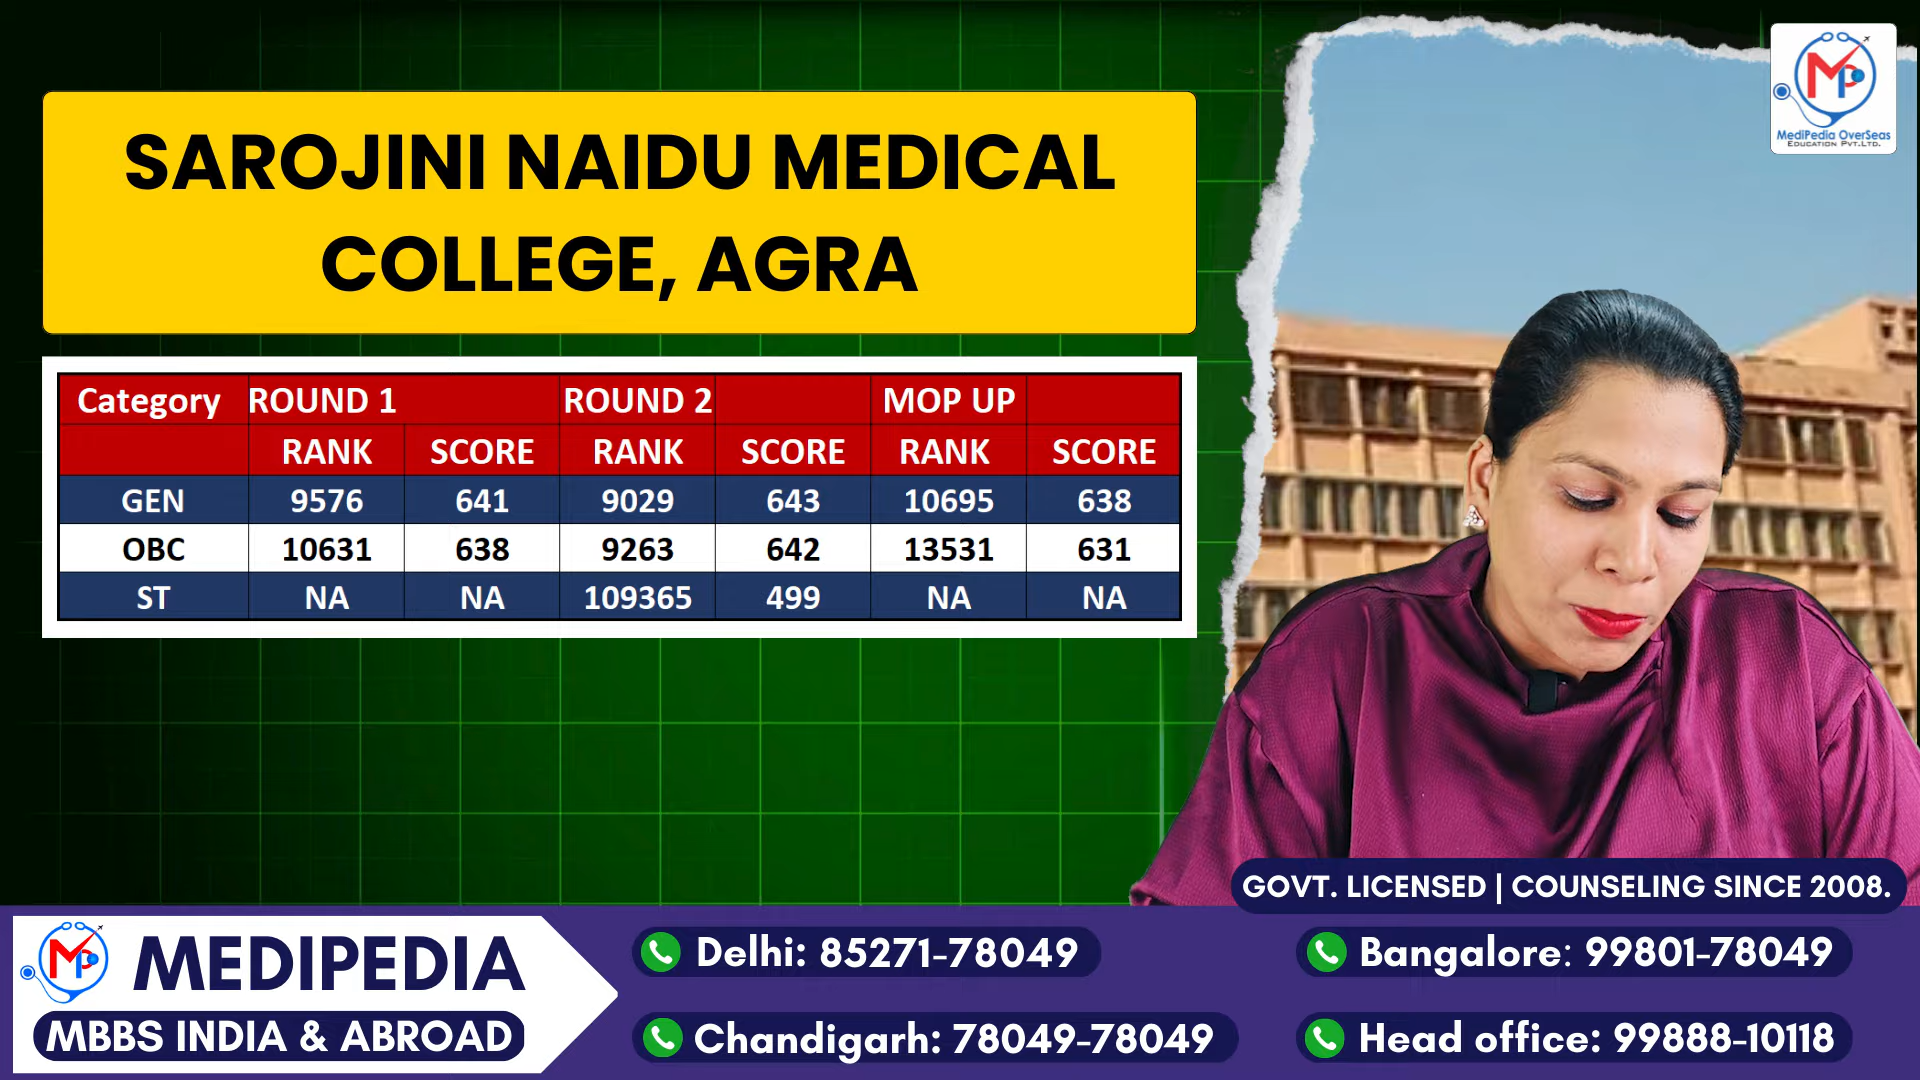 SAROJINI NAIDU MEDICAL
COLLEGE, AGRA
MP
MediPedia OverSeas
EDUCATION PVT.LTD.
Category ROUND 1 ROUND 2 MOP UP
RANK SCORE RANK SCORE RANK SCORE
GEN 9576 641 9029 643 10695 638
OBC 10631 638 9263 642 13531 631
ST NA NA 109365 499 NA NA
GOVT. LICENSED | COUNSELING SINCE 2008.
MP MEDIPEDIA
MBBS INDIA & ABROAD
Delhi: 85271-78049
Bangalore: 99801-78049
Chandigarh: 78049-78049
Head office: 99888-10118